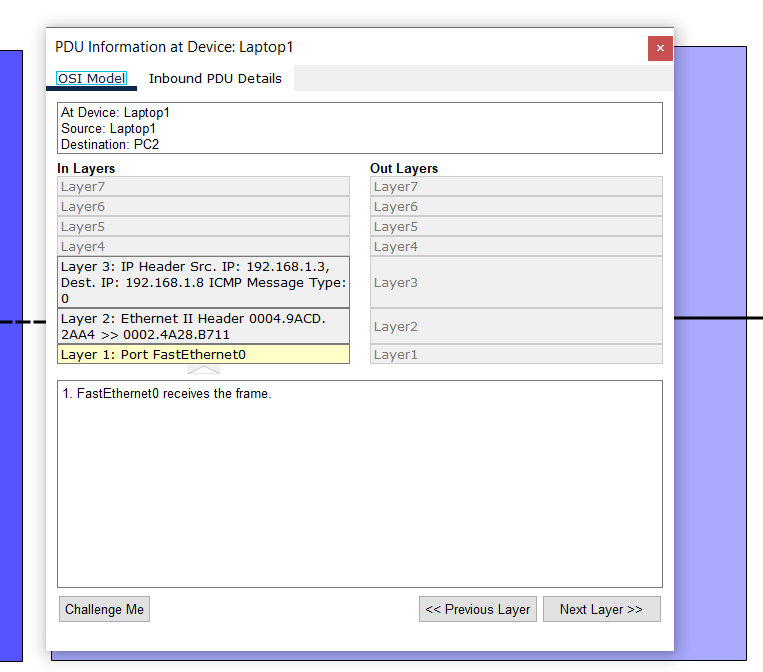 PDU Information at Device: Laptop1
×
OSI Model
Inbound PDU Details
At Device: Laptop1
Source: Laptop1
Destination: PC2
In Layers
Layer7
Layer6
Layer5
Layer4
Layer 3: IP Header Src. IP: 192.168.1.3,
Dest. IP: 192.168.1.8 ICMP Message Type:
0
Layer 2: Ethernet II Header 0004.9ACD.
2AA4 >> 0002.4A28.B711
Layer 1: Port FastEthernet0
Out Layers
Layer7
Layer6
Layer5
Layer4
Layer3
Layer2
Layer1
1. FastEthernet0 receives the frame.
Challenge Me
<< Previous Layer
Next Layer >>